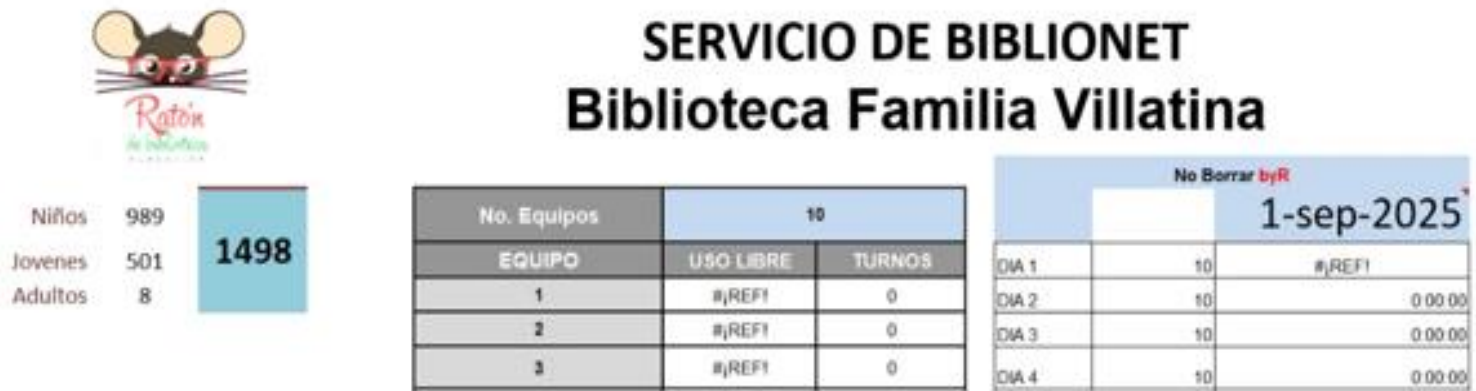 SERVICIO DE BIBLIONET
Biblioteca Familia Villatina
Ratón
de biblioteca
Niños 989
Jovenes 501
Adultos 8
1498
No. Equipos 10
EQUIPO USO LIBRE TURNOS
1 #¡REF! 0
2 #¡REF! 0
3 #¡REF! 0
No Borrar byR
1-sep-2025
DIA 1 10 #¡REF!
DIA 2 10 0:00:00
DIA 3 10 0:00:00
DIA 4 10 0:00:00